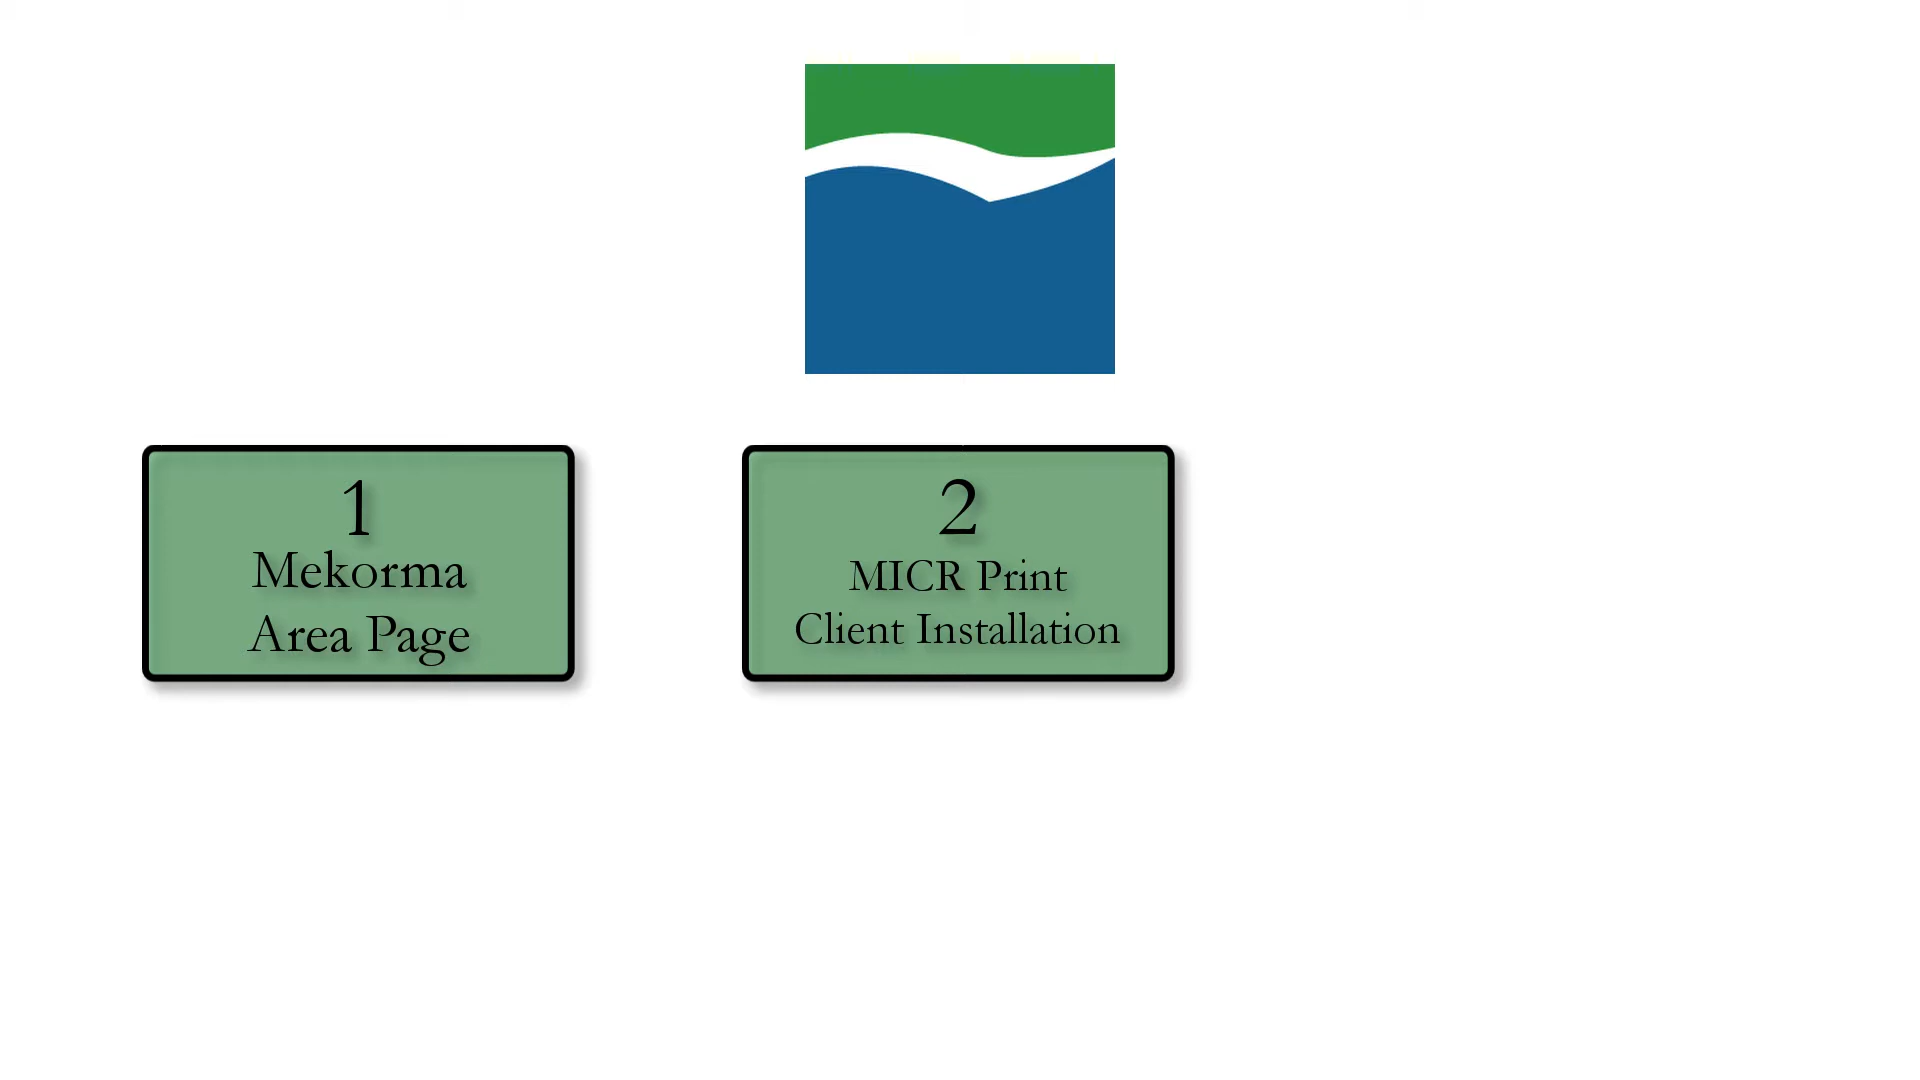 1
Mekorma
Area Page
2
MICR Print
Client Installation